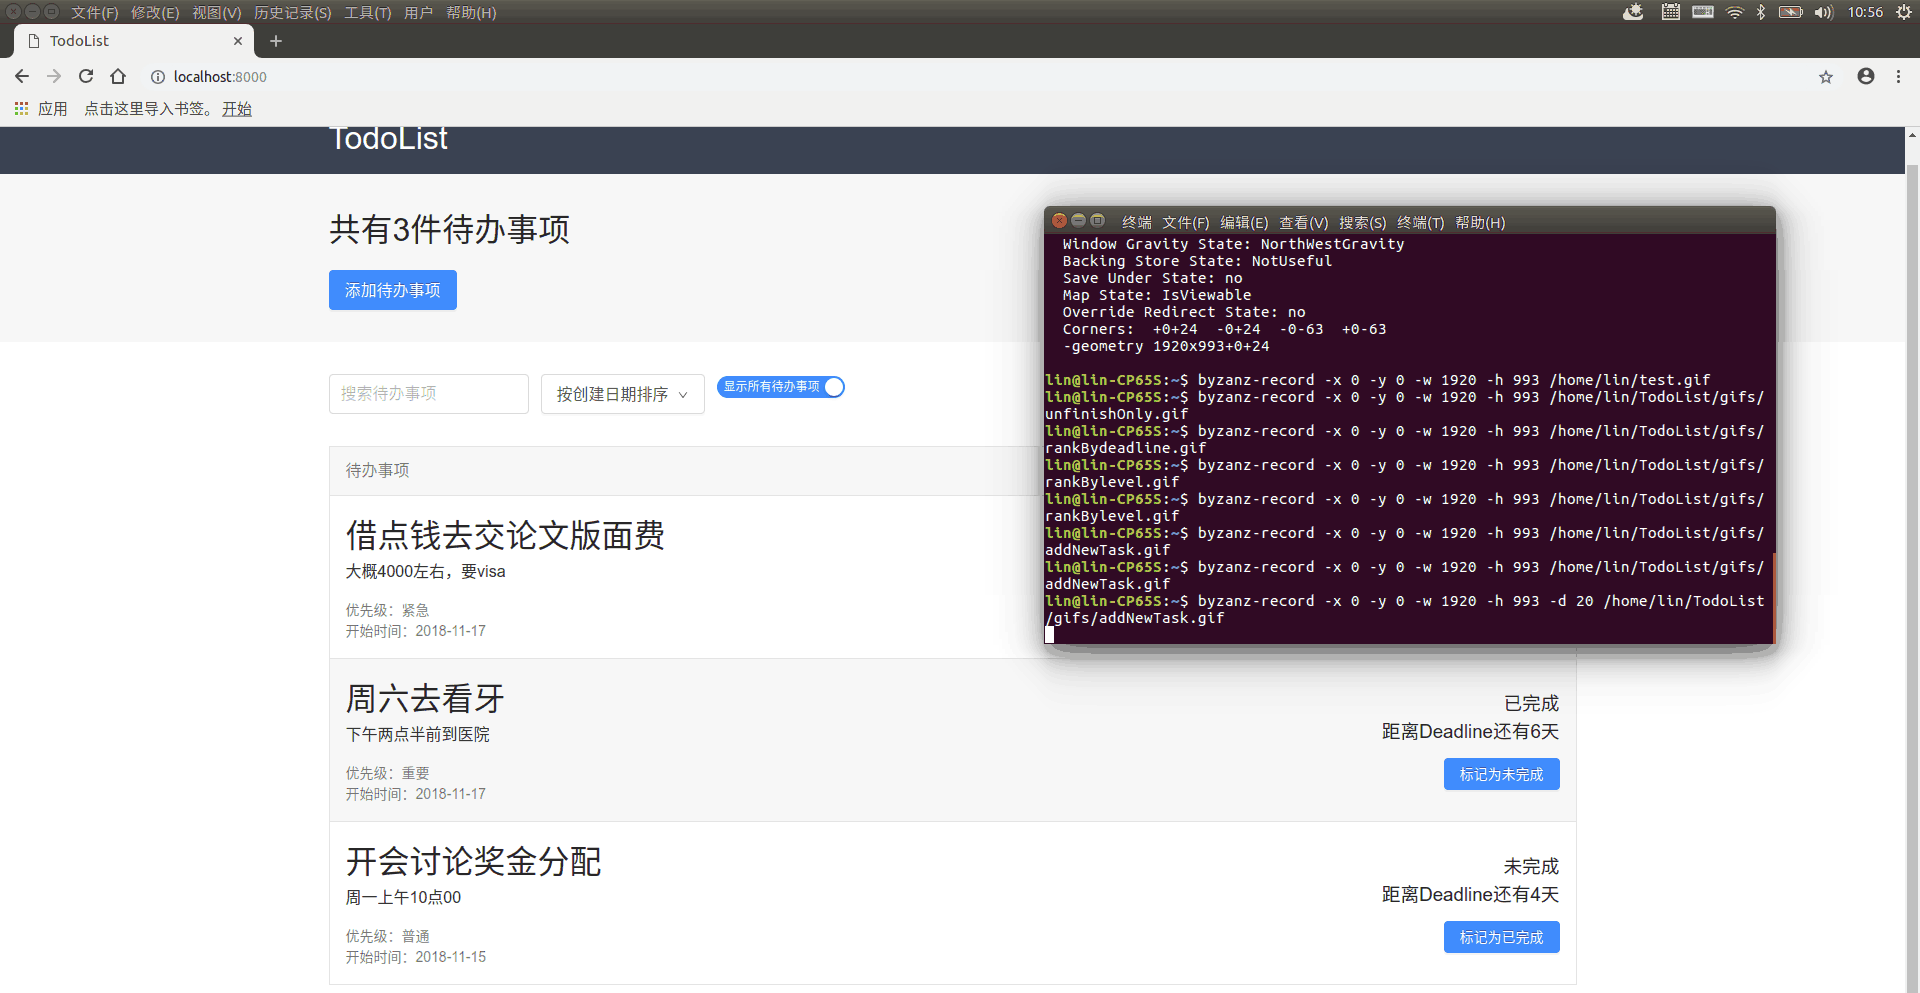 文件(F) 修改(E) 视图(V) 历史记录(S) 工具(T) 用户 帮助(H)
10:56
TodoList
localhost:8000
应用 点击这里导入书签。 开始
TodoList
共有3件待办事项
添加待办事项
搜索待办事项
按创建日期排序
显示所有待办事项
待办事项
借点钱去交论文版面费
大概4000左右，要visa
优先级：紧急
开始时间：2018-11-17
周六去看牙
下午两点半前到医院
优先级：重要
开始时间：2018-11-17
已完成
距离Deadline还有6天
标记为未完成
开会讨论奖金分配
周一上午10点00
优先级：普通
开始时间：2018-11-15
未完成
距离Deadline还有4天
标记为已完成
终端 文件(F) 编辑(E) 查看(V) 搜索(S) 终端(T) 帮助(H)
Window Gravity State: NorthWestGravity
Backing Store State: NotUseful
Save Under State: no
Map State: IsViewable
Override Redirect State: no
Corners:  +0+24  -0+24  -0-63  +0-63
-geometry 1920x993+0+24
lin@lin-CP65S:~$ byzanz-record -x 0 -y 0 -w 1920 -h 993 /home/lin/test.gif
lin@lin-CP65S:~$ byzanz-record -x 0 -y 0 -w 1920 -h 993 /home/lin/TodoList/gifs/
unfinishOnly.gif
lin@lin-CP65S:~$ byzanz-record -x 0 -y 0 -w 1920 -h 993 /home/lin/TodoList/gifs/
rankBydeadline.gif
lin@lin-CP65S:~$ byzanz-record -x 0 -y 0 -w 1920 -h 993 /home/lin/TodoList/gifs/
rankBylevel.gif
lin@lin-CP65S:~$ byzanz-record -x 0 -y 0 -w 1920 -h 993 /home/lin/TodoList/gifs/
rankBylevel.gif
lin@lin-CP65S:~$ byzanz-record -x 0 -y 0 -w 1920 -h 993 /home/lin/TodoList/gifs/
addNewTask.gif
lin@lin-CP65S:~$ byzanz-record -x 0 -y 0 -w 1920 -h 993 /home/lin/TodoList/gifs/
addNewTask.gif
lin@lin-CP65S:~$ byzanz-record -x 0 -y 0 -w 1920 -h 993 -d 20 /home/lin/TodoList
/gifs/addNewTask.gif